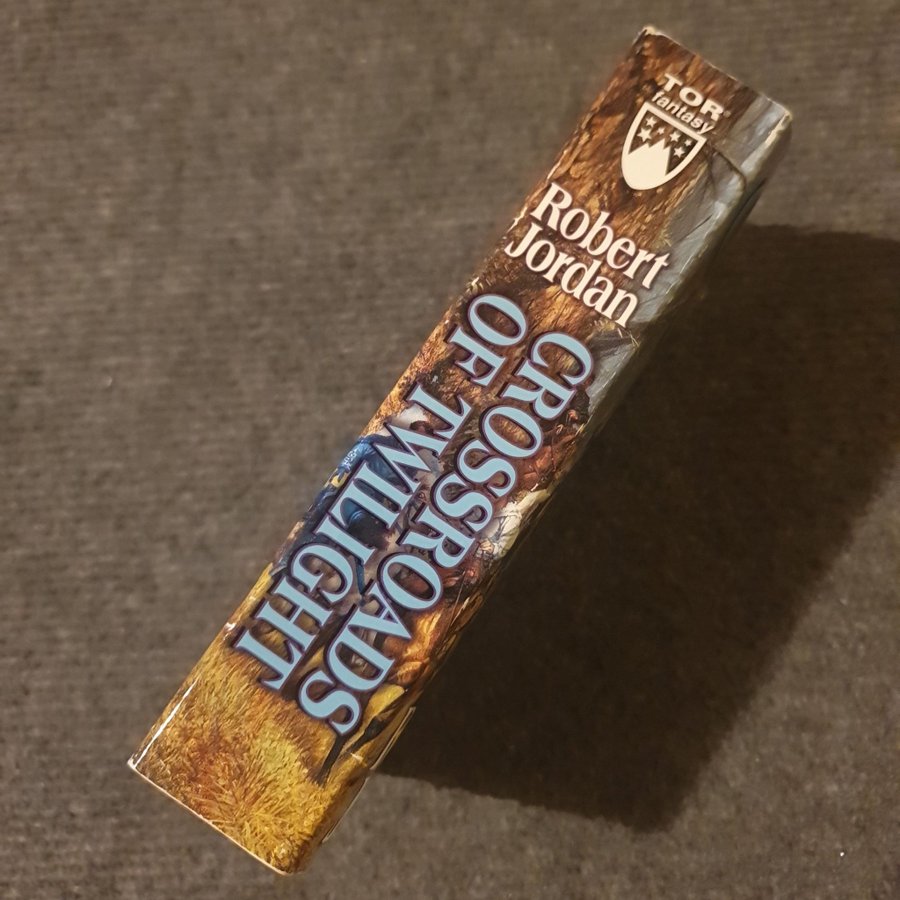 TOR®
fantasy
Robert
Jordan
CROSSROADS
OF TWILIGHT